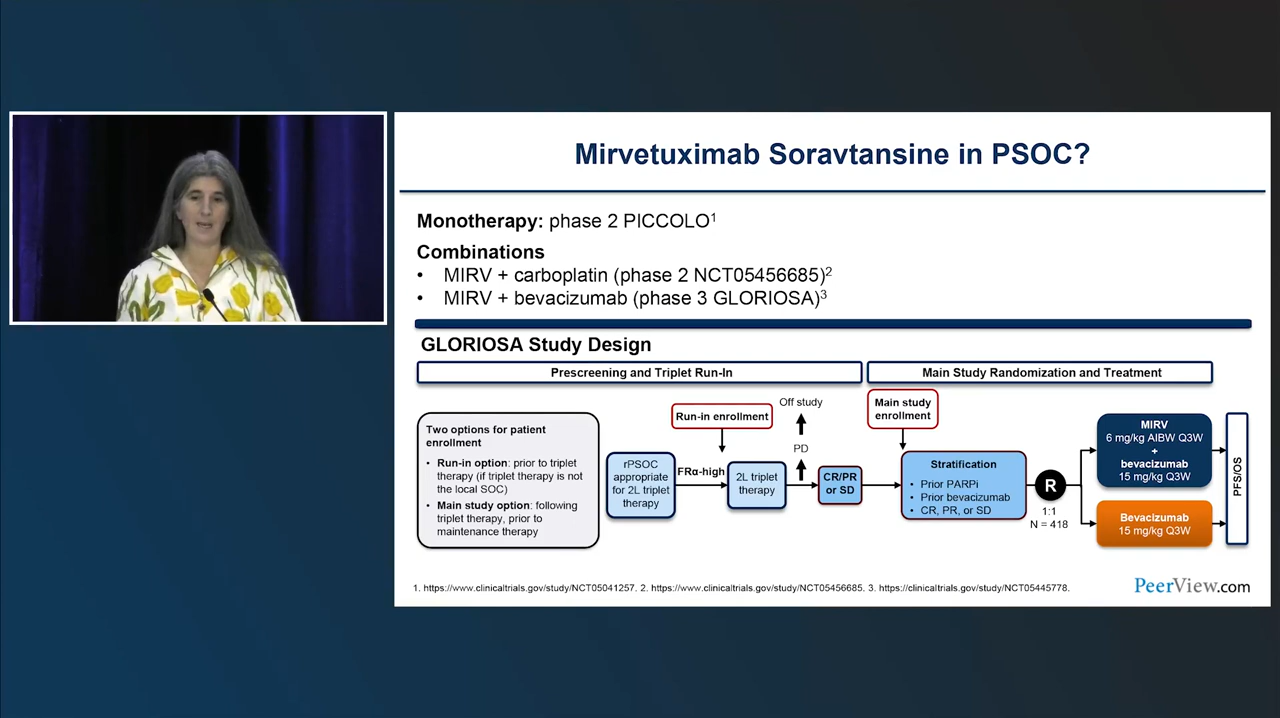 Mirvetuximab Soravtansine in PSOC?
Monotherapy: phase 2 PICCOLO¹
Combinations
• MIRV + carboplatin (phase 2 NCT05456685)²
• MIRV + bevacizumab (phase 3 GLORIOSA)³
GLORIOSA Study Design
Prescreening and Triplet Run-In
Main Study Randomization and Treatment
Two options for patient
enrollment
• Run-in option: prior to triplet
therapy (if triplet therapy is not
the local SOC)
• Main study option: following
triplet therapy, prior to
maintenance therapy
rPSOC
appropriate
for 2L triplet
therapy
FRα-high
Run-in enrollment
2L triplet
therapy
Off study
PD
CR/PR
or SD
Main study
enrollment
Stratification
• Prior PARPi
• Prior bevacizumab
• CR, PR, or SD
R
1:1
N = 418
MIRV
6 mg/kg AIBW Q3W
+
bevacizumab
15 mg/kg Q3W
Bevacizumab
15 mg/kg Q3W
PFS/OS
1. https://www.clinicaltrials.gov/study/NCT05041257. 2. https://www.clinicaltrials.gov/study/NCT05456685. 3. https://clinicaltrials.gov/study/NCT05445778.
PeerView.com